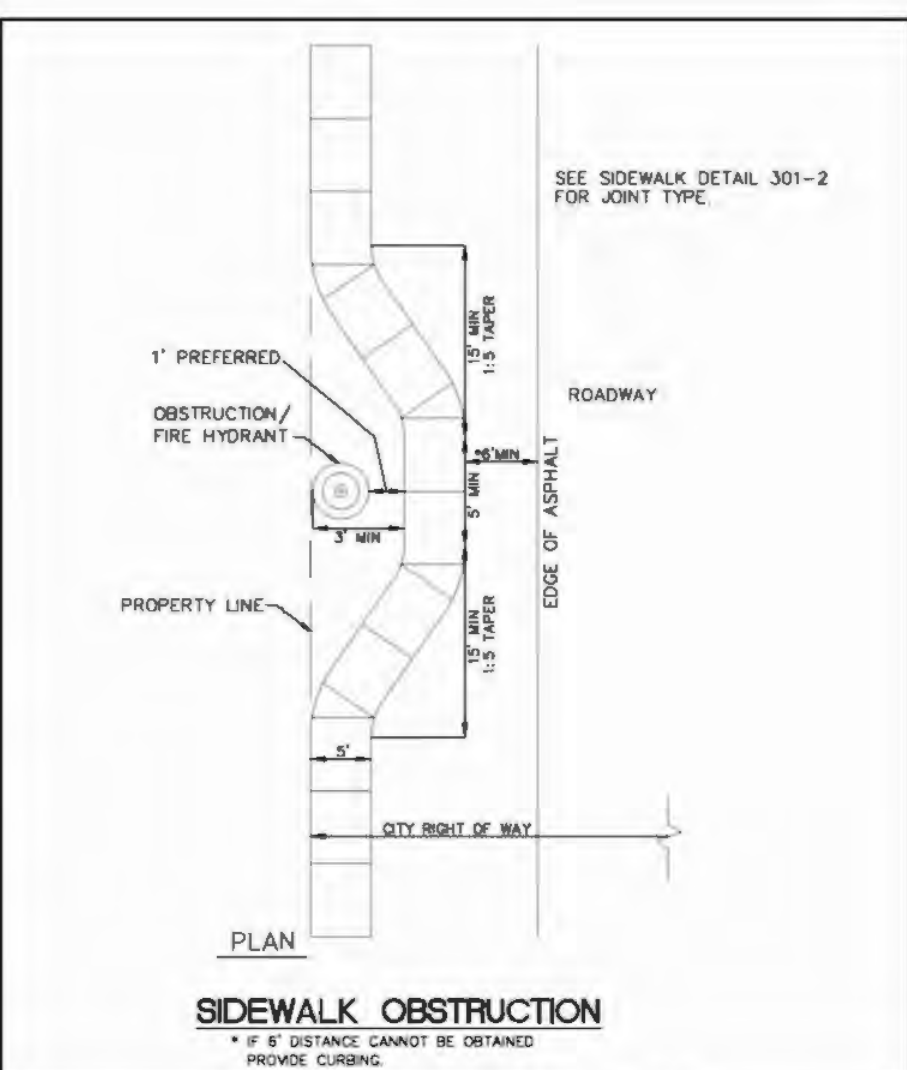 SEE SIDEWALK DETAIL 301-2
FOR JOINT TYPE.
15' MIN
1:5 TAPER
1' PREFERRED
ROADWAY
OBSTRUCTION/
FIRE HYDRANT
*6'MIN
5' MIN
EDGE OF ASPHALT
3' MIN
PROPERTY LINE
15' MIN
1:5 TAPER
5'
CITY RIGHT OF WAY
PLAN
SIDEWALK OBSTRUCTION
* IF 6' DISTANCE CANNOT BE OBTAINED
PROVIDE CURBING.